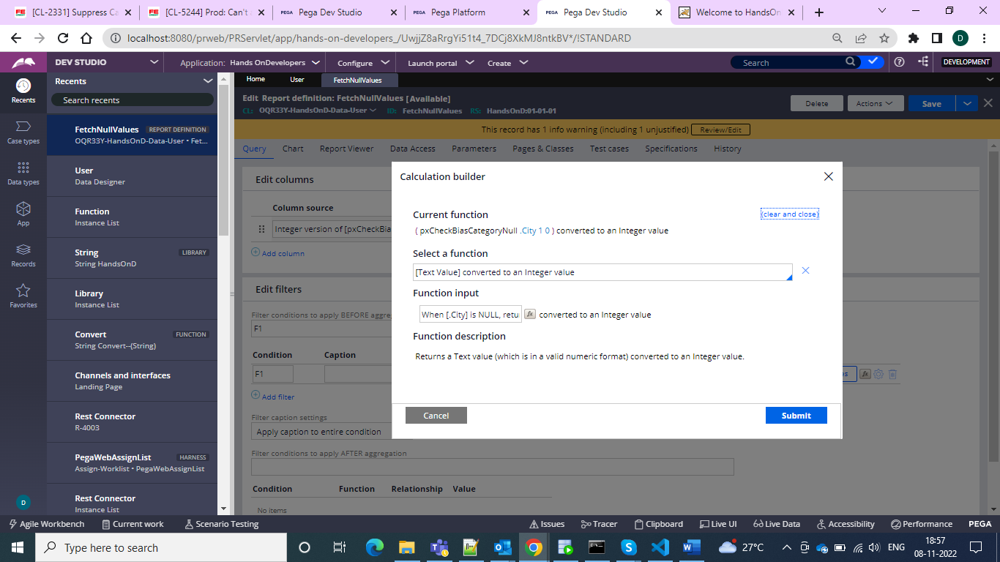 [CL-2331] Suppress Ca
[CL-5244] Prod: Can't
Pega Dev Studio
Pega Platform
Pega Dev Studio
Welcome to HandsOn
localhost:8080/prweb/PRServlet/app/hands-on-developers_/UwjjZ8aRrgYi51t4_7DCj8XkMJ8ntkBV*/!STANDARD
D
DEV STUDIO
Application: Hands OnDevelopers
Configure
Launch portal
Create
Search
DEVELOPMENT
Recents
Case types
Data types
App
Records
Favorites
D
Recents
Search recents
FetchNullValues REPORT DEFINITION
OQR33Y-HandsOnD-Data-User • Fet...
User
Data Designer
Function
Instance List
String LIBRARY
String HandsOnD
Library
Instance List
Convert FUNCTION
String Convert--(String)
Channels and interfaces
Landing Page
Rest Connector
R-4003
PegaWebAssignList HARNESS
Assign-Worklist • PegaWebAssignList
Rest Connector
Instance List
Home
User
FetchNullValues
Edit Report definition: FetchNullValues [Available]
CL: OQR33Y-HandsOnD-Data-User ID: FetchNullValues RS: HandsOnD:01-01-01
Delete
Actions
Save
This record has 1 info warning (including 1 unjustified) Review/Edit
Query
Chart
Report Viewer
Data Access
Parameters
Pages & Classes
Test cases
Specifications
History
Edit columns
Column source
Integer version of [pxCheckBia
Add column
Edit filters
Filter conditions to apply BEFORE aggreg
F1
Condition
Caption
F1
es
Add filter
Filter caption settings
Apply caption to entire condition
Filter conditions to apply AFTER aggregation
Condition
Function
Relationship
Value
No items
Calculation builder
Current function
(clear and close)
( pxCheckBiasCategoryNull .City 1 0 ) converted to an Integer value
Select a function
[Text Value] converted to an Integer value
Function input
When [.City] is NULL, retu
fx
converted to an Integer value
Function description
Returns a Text value (which is in a valid numeric format) converted to an Integer value.
Cancel
Submit
Agile Workbench
Current work
Scenario Testing
Issues
Tracer
Clipboard
Live UI
Live Data
Accessibility
Performance
PEGA
Type here to search
27°C
ENG
18:57
08-11-2022